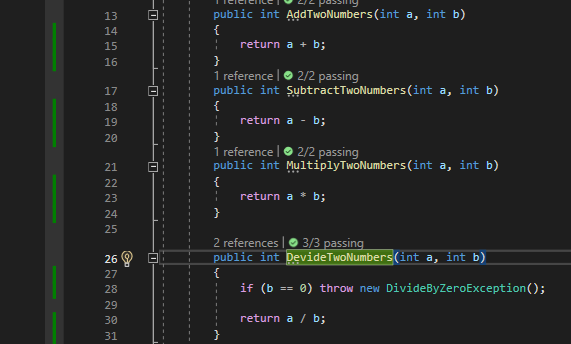 1 reference | 2/2 passing
13 public int AddTwoNumbers(int a, int b)
14 {
15 return a + b;
16 }
1 reference | 2/2 passing
17 public int SubtractTwoNumbers(int a, int b)
18 {
19 return a - b;
20 }
1 reference | 2/2 passing
21 public int MultiplyTwoNumbers(int a, int b)
22 {
23 return a * b;
24 }
25
2 references | 3/3 passing
26 public int DevideTwoNumbers(int a, int b)
27 {
28 if (b == 0) throw new DivideByZeroException();
29
30 return a / b;
31 }